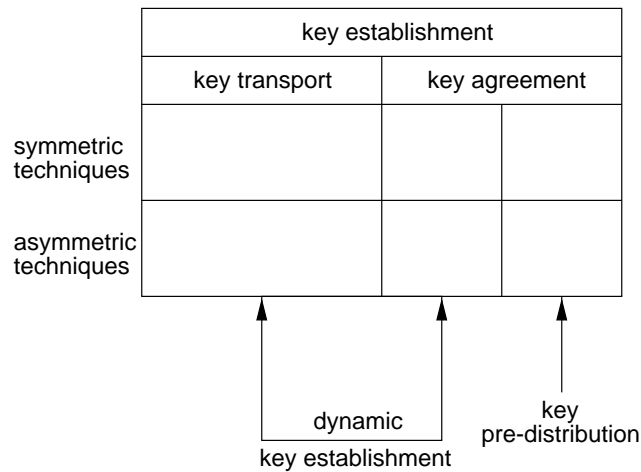 key establishment
key transport
key agreement
symmetric
techniques
asymmetric
techniques
dynamic
key establishment
key
pre-distribution